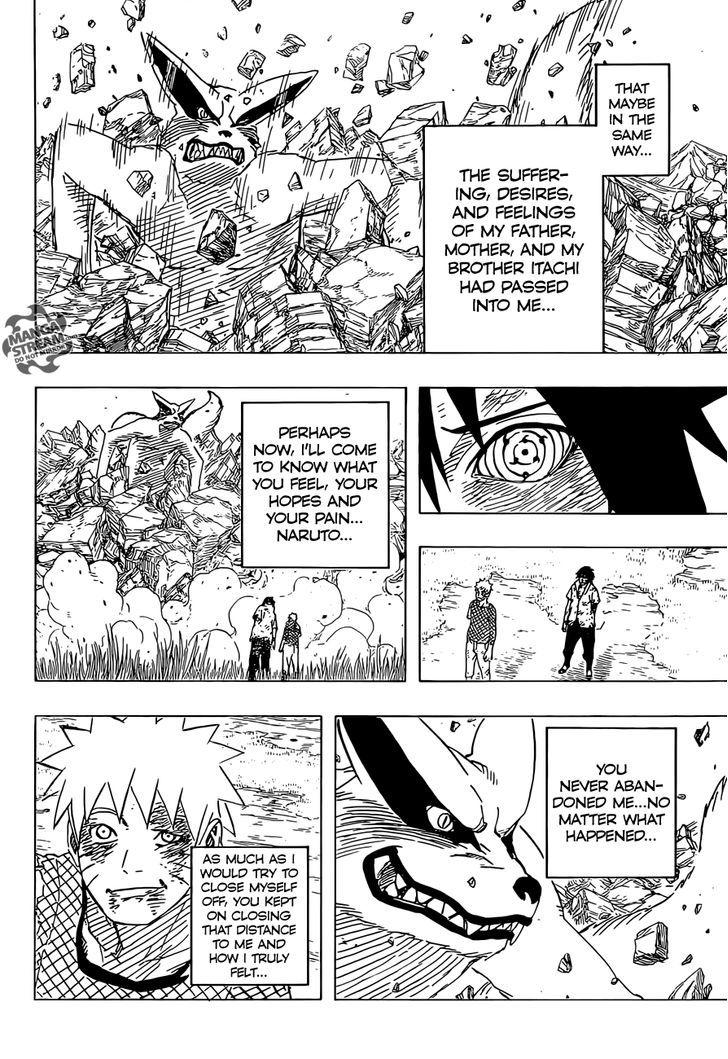 THAT
MAYBE
IN THE
SAME
WAY...
THE SUFFER-
ING, DESIRES,
AND FEELINGS
OF MY FATHER,
MOTHER, AND MY
BROTHER ITACHI
HAD PASSED
INTO ME...
MANGA
STREAM
PERHAPS
NOW, I'LL COME
TO KNOW WHAT
YOU FEEL, YOUR
HOPES AND
YOUR PAIN...
NARUTO...
YOU
NEVER ABAN-
DONED ME...NO
MATTER WHAT
HAPPENED...
AS MUCH AS I
WOULD TRY TO
CLOSE MYSELF
OFF, YOU KEPT
ON CLOSING
THAT DISTANCE
TO ME AND
HOW I TRULY
FELT...